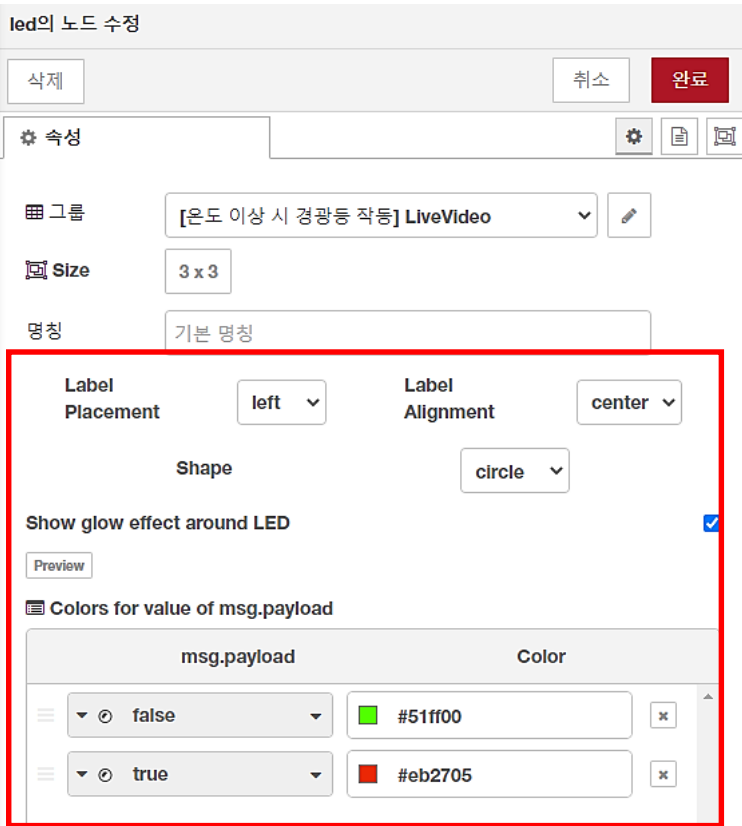 led의 노드 수정
삭제 취소 완료
속성
그룹 [온도 이상 시 경광등 작동] LiveVideo
Size 3 x 3
명칭 기본 명칭
Label Placement left Label Alignment center
Shape circle
Show glow effect around LED
Preview
Colors for value of msg.payload
msg.payload Color
false #51ff00
true #eb2705